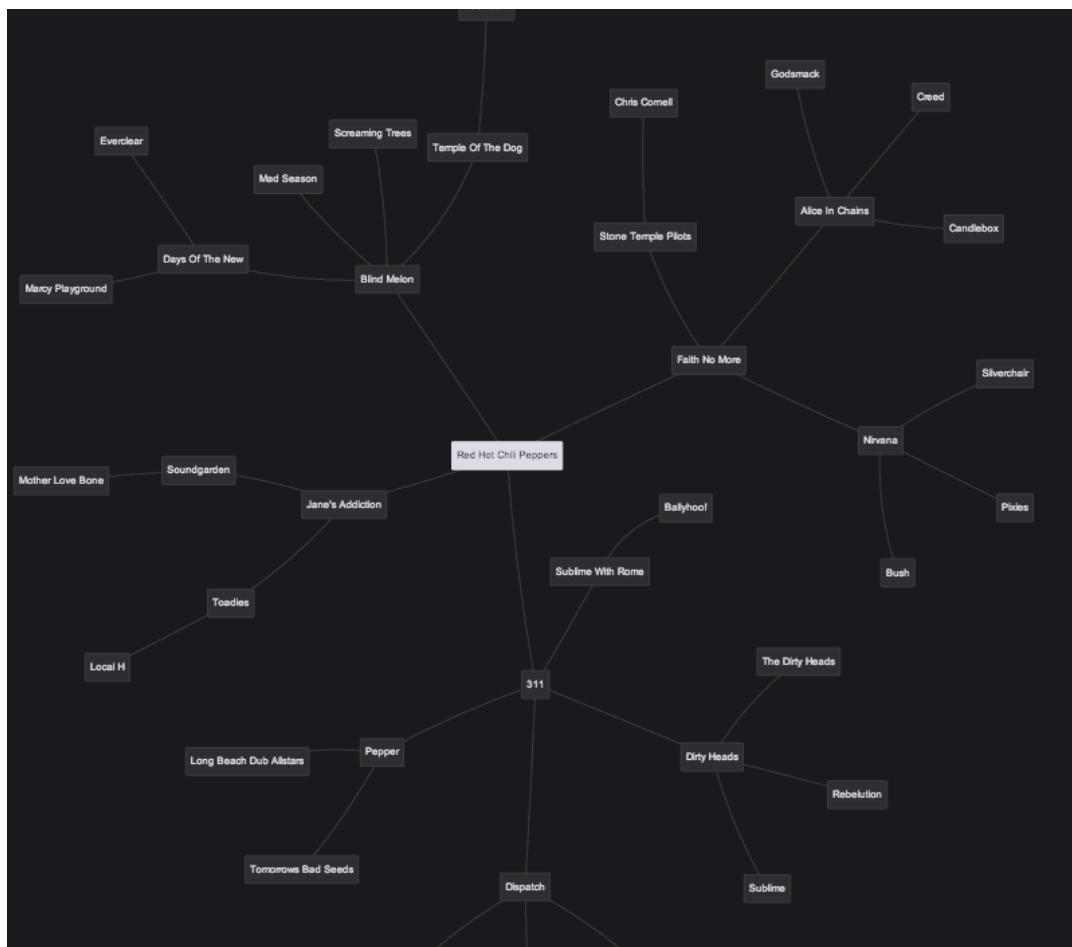 Godsmack
Creed
Chris Cornell
Everclear
Screaming Trees
Temple Of The Dog
Mad Season
Alice In Chains
Candlebox
Stone Temple Pilots
Days Of The New
Blind Melon
Marcy Playground
Faith No More
Silverchair
Nirvana
Red Hot Chili Peppers
Soundgarden
Mother Love Bone
Jane's Addiction
Ballyhoo!
Pixies
Sublime With Rome
Bush
Toadies
Local H
The Dirty Heads
311
Pepper
Long Beach Dub Allstars
Dirty Heads
Rebelution
Tomorrows Bad Seeds
Dispatch
Sublime